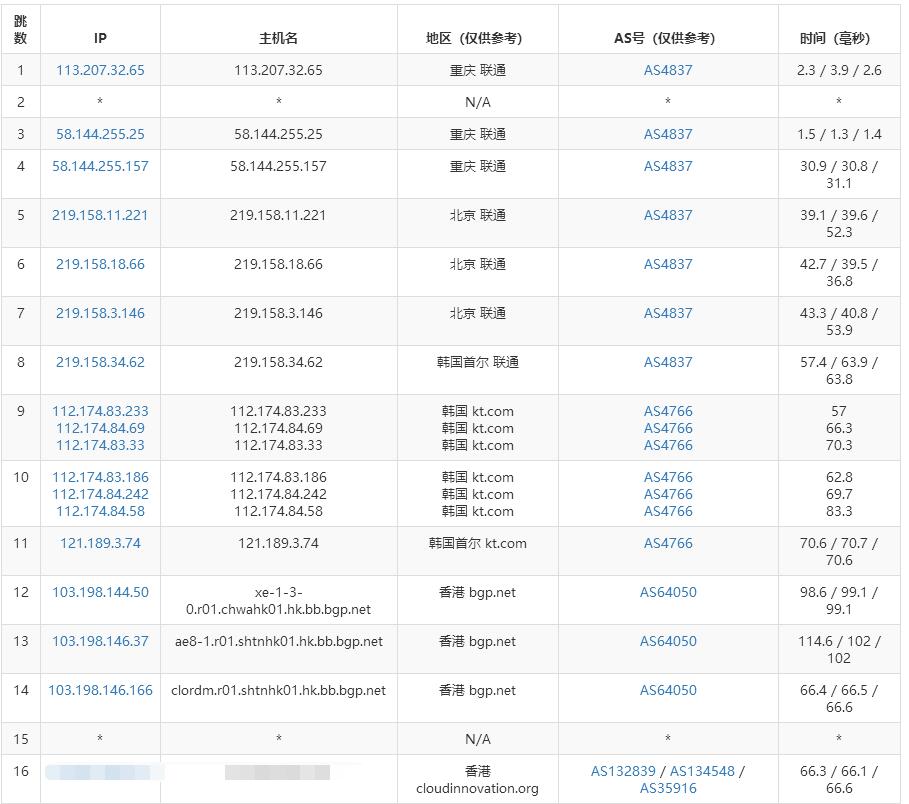 跳
数 IP 主机名 地区（仅供参考） AS号（仅供参考） 时间（毫秒）
1 113.207.32.65 113.207.32.65 重庆 联通 AS4837 2.3 / 3.9 / 2.6
2 * * N/A * *
3 58.144.255.25 58.144.255.25 重庆 联通 AS4837 1.5 / 1.3 / 1.4
4 58.144.255.157 58.144.255.157 重庆 联通 AS4837 30.9 / 30.8 /
31.1
5 219.158.11.221 219.158.11.221 北京 联通 AS4837 39.1 / 39.6 /
52.3
6 219.158.18.66 219.158.18.66 北京 联通 AS4837 42.7 / 39.5 /
36.8
7 219.158.3.146 219.158.3.146 北京 联通 AS4837 43.3 / 40.8 /
53.9
8 219.158.34.62 219.158.34.62 韩国首尔 联通 AS4837 57.4 / 63.9 /
63.8
9 112.174.83.233 112.174.83.233 韩国 kt.com AS4766 57
112.174.84.69 112.174.84.69 韩国 kt.com AS4766 66.3
112.174.83.33 112.174.83.33 韩国 kt.com AS4766 70.3
10 112.174.83.186 112.174.83.186 韩国 kt.com AS4766 62.8
112.174.84.242 112.174.84.242 韩国 kt.com AS4766 69.7
112.174.84.58 112.174.84.58 韩国 kt.com AS4766 83.3
11 121.189.3.74 121.189.3.74 韩国首尔 kt.com AS4766 70.6 / 70.7 /
70.6
12 103.198.144.50 xe-1-3- 香港 bgp.net AS64050 98.6 / 99.1 /
0.r01.chwahk01.hk.bb.bgp.net 99.1
13 103.198.146.37 ae8-1.r01.shtnhk01.hk.bb.bgp.net 香港 bgp.net AS64050 114.6 / 102 /
102
14 103.198.146.166 clordm.r01.shtnhk01.hk.bb.bgp.net 香港 bgp.net AS64050 66.4 / 66.5 /
66.6
15 * * N/A * *
16 香港 AS132839 / AS134548 / 66.3 / 66.1 /
cloudinnovation.org AS35916 66.6